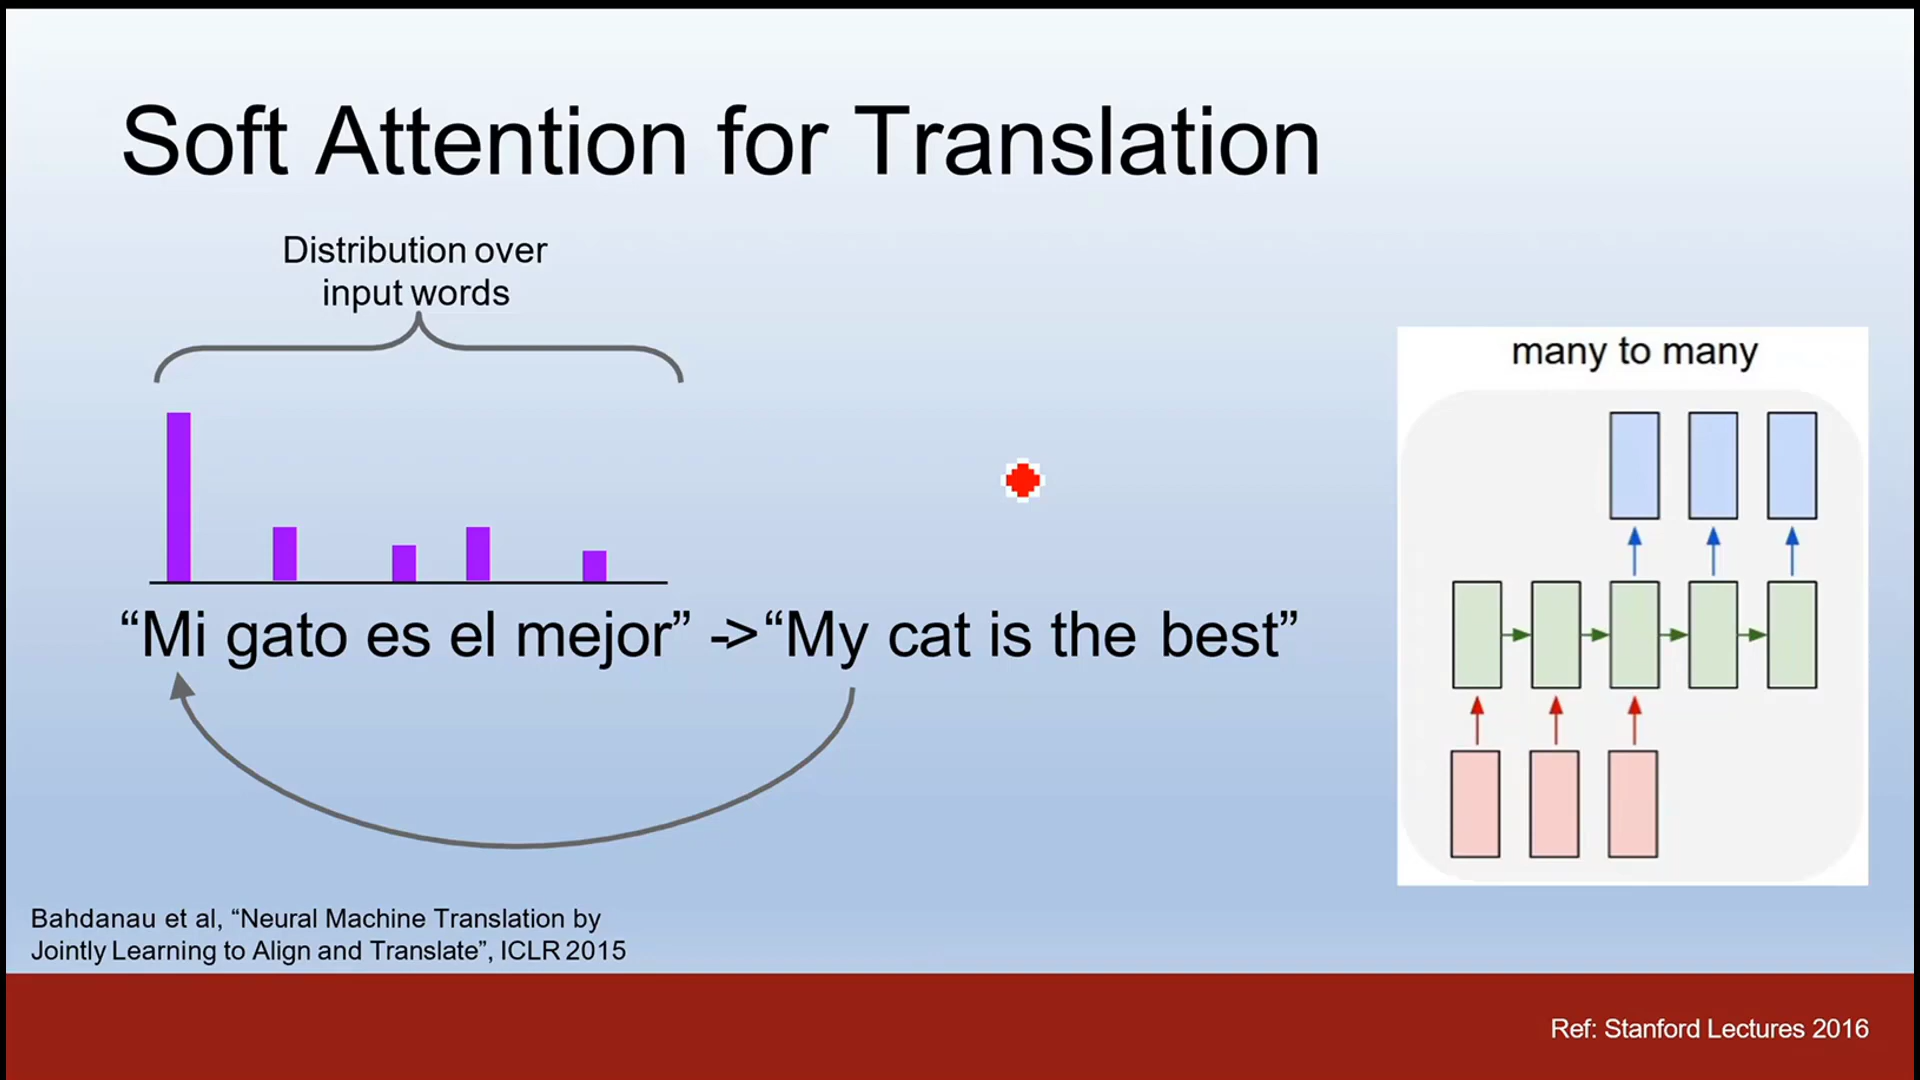 Soft Attention for Translation
Distribution over
input words
many to many
“Mi gato es el mejor” -> “My cat is the best”
Bahdanau et al, “Neural Machine Translation by
Jointly Learning to Align and Translate”, ICLR 2015
Ref: Stanford Lectures 2016